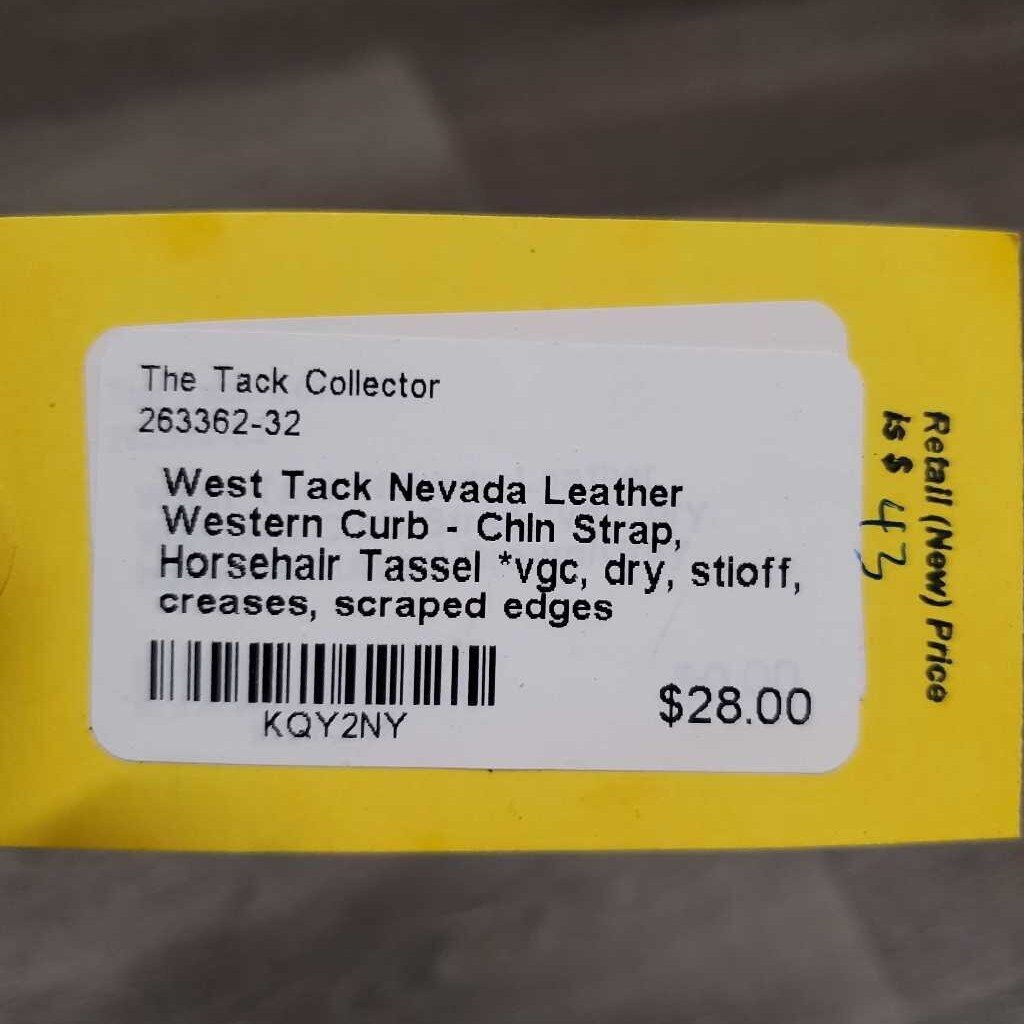 The Tack Collector
263362-32
West Tack Nevada Leather
Western Curb - Chin Strap,
Horsehair Tassel *vgc, dry, stioff,
creases, scraped edges
KQY2NY
$28.00
Retail (New) Price
is $ 43